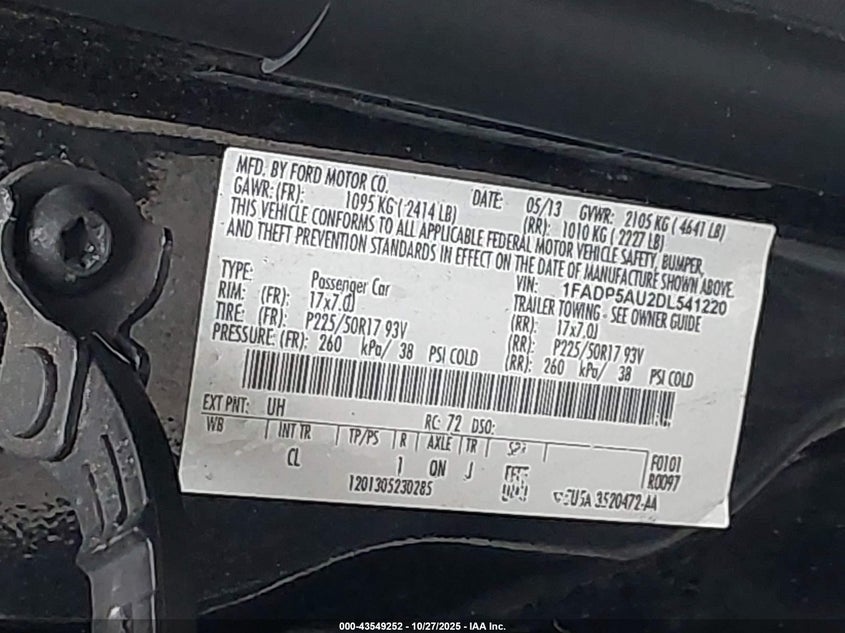 MFD. BY FORD MOTOR CO. DATE: 05/13 GVWR: 2105 KG ( 4641 LB)
GAWR: (FR): 1095 KG ( 2414 LB) (RR): 1010 KG ( 2227 LB)
THIS VEHICLE CONFORMS TO ALL APPLICABLE FEDERAL MOTOR VEHICLE SAFETY, BUMPER,
AND THEFT PREVENTION STANDARDS IN EFFECT ON THE DATE OF MANUFACTURE SHOWN ABOVE.
VIN: 1FADP5AU2DL541220
TYPE: Passenger Car TRAILER TOWING - SEE OWNER GUIDE
RIM: (FR): 17x7.0J (RR): 17x7.0J
TIRE: (FR): P225/50R17 93V (RR): P225/50R17 93V
PRESSURE: (FR): 260 kPa/ 38 PSI COLD (RR): 260 kPa/ 38 PSI COLD
EXT PNT: UH RC: 72 DSO:
WB INT TR TP/PS R AXLE TR
CL 1 ON J
F0101
R0097
1201305230285
3520472-AA
000-43549252 - 10/27/2025 - IAA Inc.